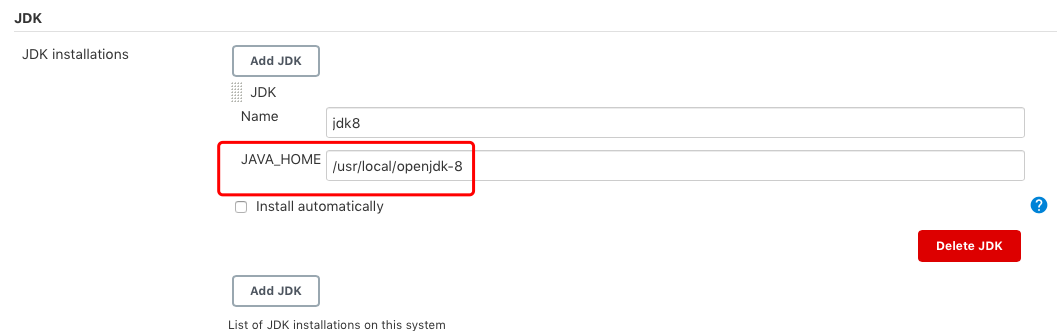 JDK
JDK installations
Add JDK
JDK
Name
jdk8
JAVA_HOME
/usr/local/openjdk-8
Install automatically
?
Delete JDK
Add JDK
List of JDK installations on this system